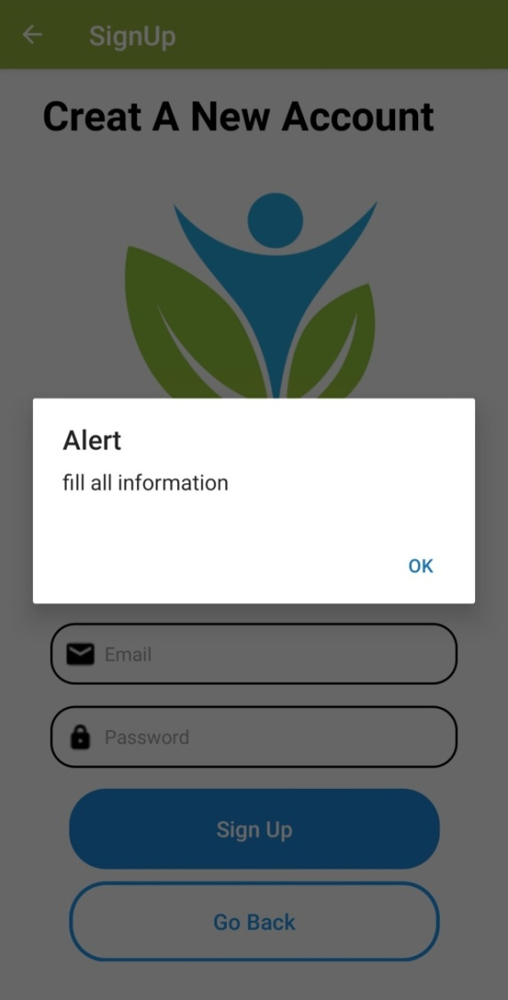 SignUp
Creat A New Account
Alert
fill all information
OK
Email
Password
Sign Up
Go Back